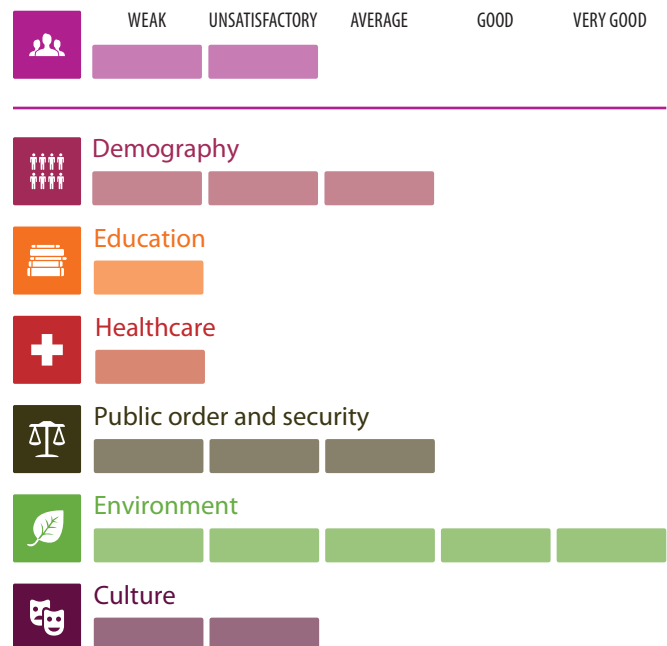 WEAK UNSATISFACTORY AVERAGE GOOD VERY GOOD
Demography
Education
Healthcare
Public order and security
Environment
Culture